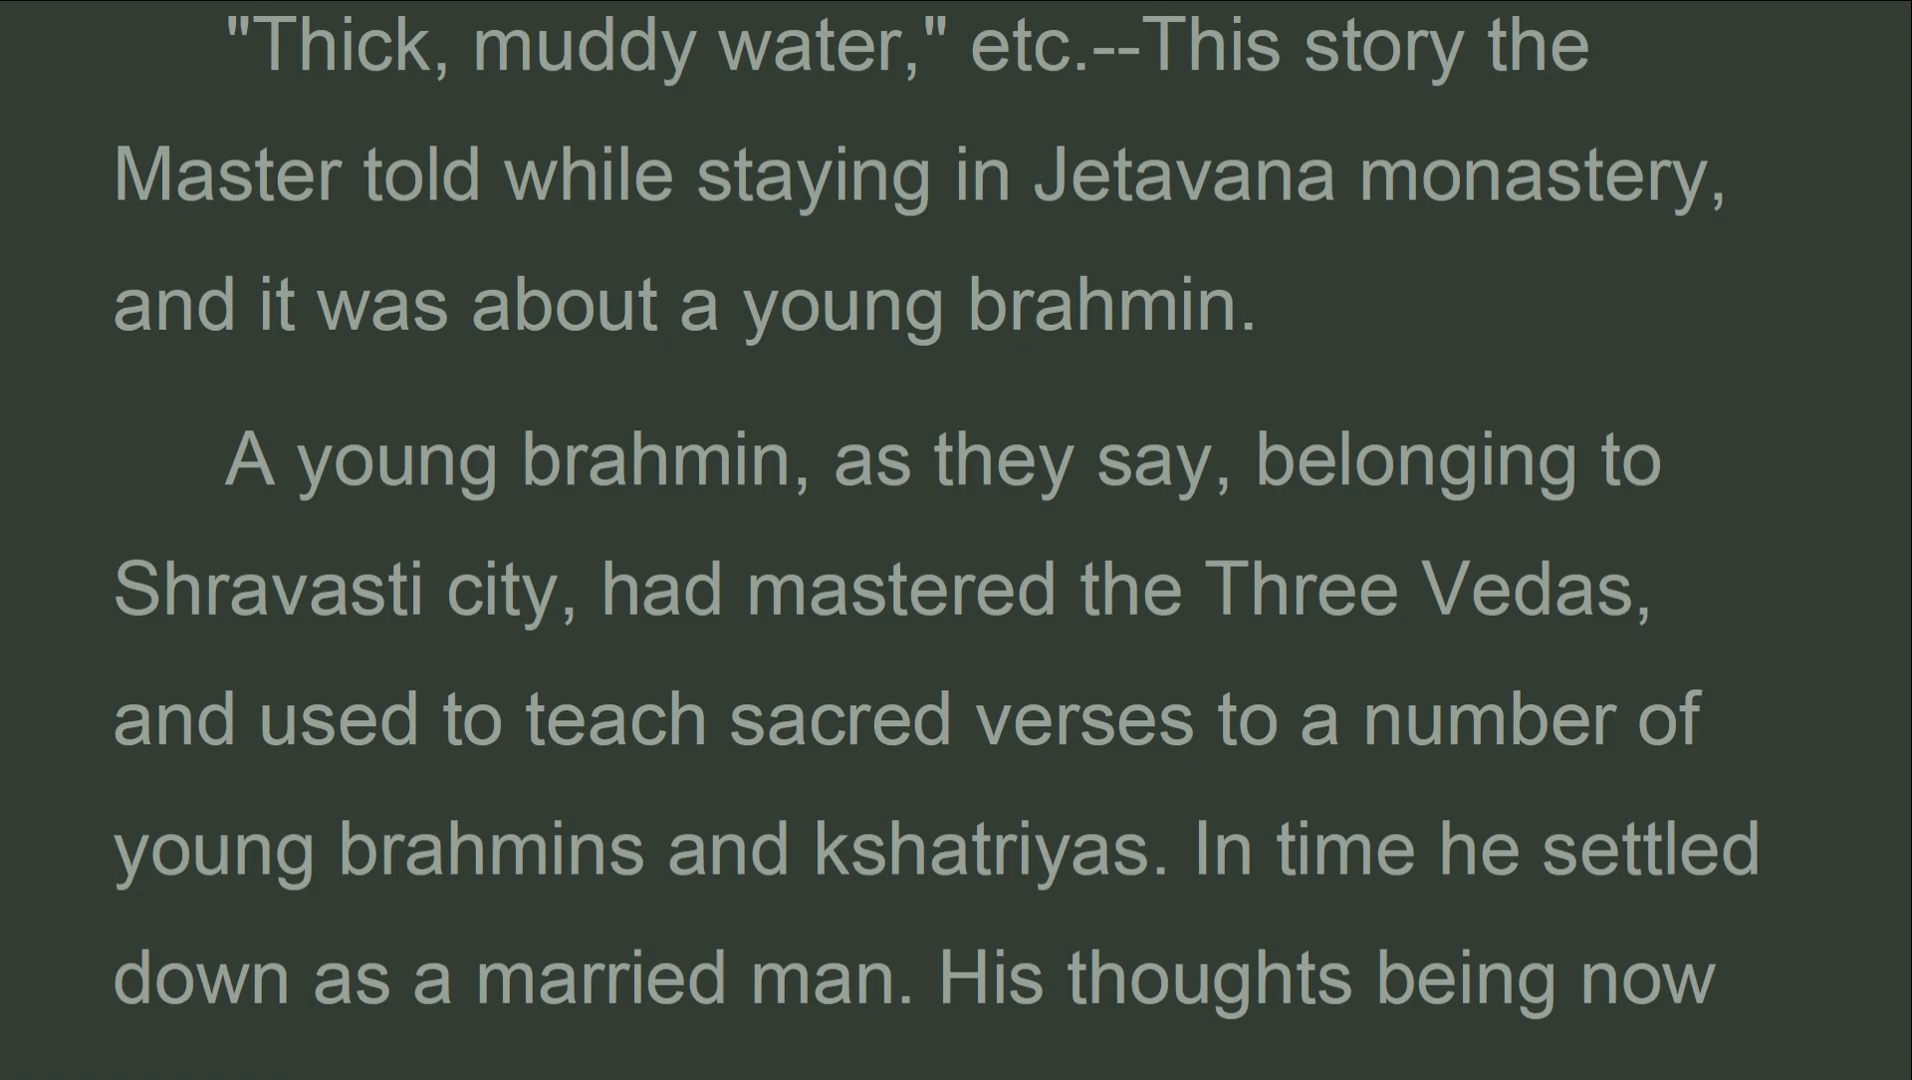 "Thick, muddy water," etc.--This story the
Master told while staying in Jetavana monastery,
and it was about a young brahmin.
A young brahmin, as they say, belonging to
Shravasti city, had mastered the Three Vedas,
and used to teach sacred verses to a number of
young brahmins and kshatriyas. In time he settled
down as a married man. His thoughts being now